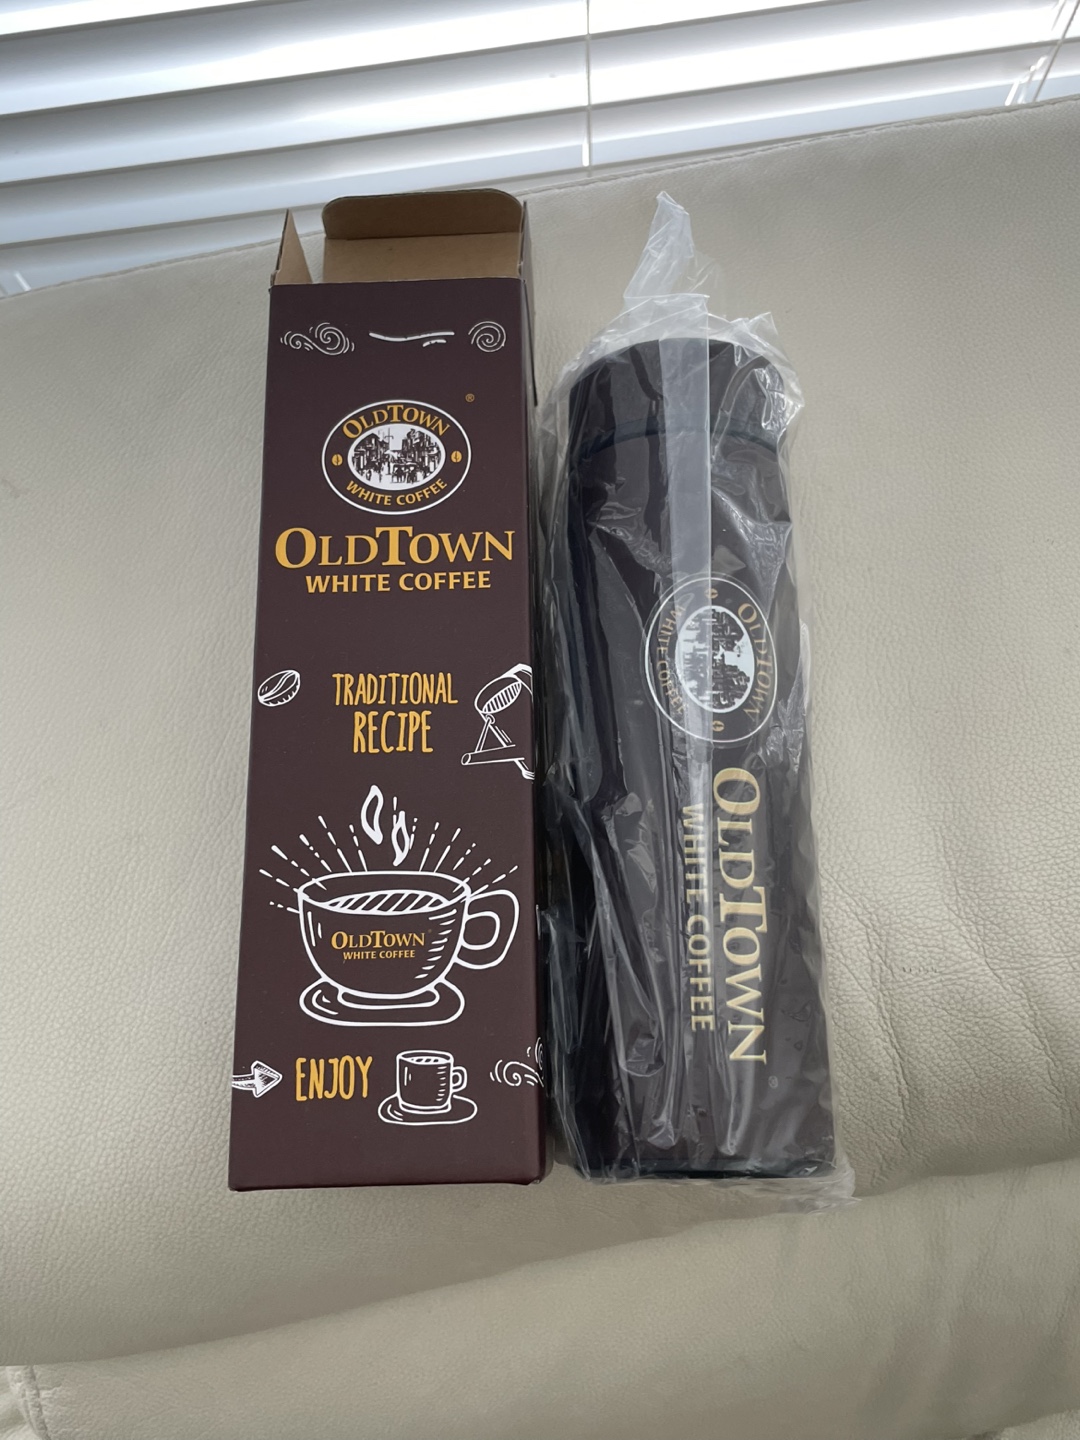 OLDTOWN
WHITE COFFEE
®
OLDTOWN
WHITE COFFEE
TRADITIONAL
RECIPE
OLDTOWN
WHITE COFFEE
ENJOY
OLDTOWN
WHITE COFFEE
OLDTOWN
WHITE COFFEE
®